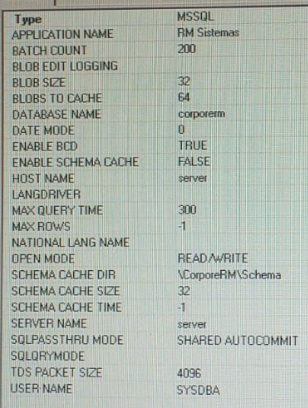 Type MSSQL
APPLICATION NAME RM Sistemas
BATCH COUNT 200
BLOB EDIT LOGGING
BLOB SIZE 32
BLOBS TO CACHE 64
DATABASE NAME corporerm
DATE MODE 0
ENABLE BCD TRUE
ENABLE SCHEMA CACHE FALSE
HOST NAME server
LANGDRIVER
MAX QUERY TIME 300
MAX ROWS -1
NATIONAL LANG NAME
OPEN MODE READ/WRITE
SCHEMA CACHE DIR \CorporeRM\Schema
SCHEMA CACHE SIZE 32
SCHEMA CACHE TIME -1
SERVER NAME server
SQLPASSTHRU MODE SHARED AUTOCOMMIT
SQLQRYMODE
TDS PACKET SIZE 4096
USER NAME SYSDBA